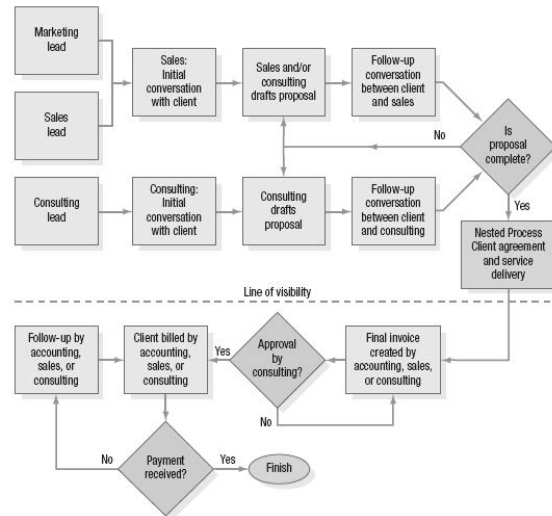 Marketing
lead
Sales
lead
Consulting
lead
Sales:
Initial
conversation
with client
Consulting:
Initial
conversation
with client
Sales and/or
consulting
drafts proposal
Consulting
drafts
proposal
Follow-up
conversation
between client
and sales
Follow-up
conversation
between client
and consulting
No
Is
proposal
complete?
Yes
Nested Process
Client agreement
and service
delivery
Line of visibility
Follow-up by
accounting,
sales, or
consulting
Client billed by
accounting,
sales, or
consulting
Yes
Approval
by
consulting?
No
Final invoice
created by
accounting, sales,
or consulting
No
Payment
received?
Yes
Finish